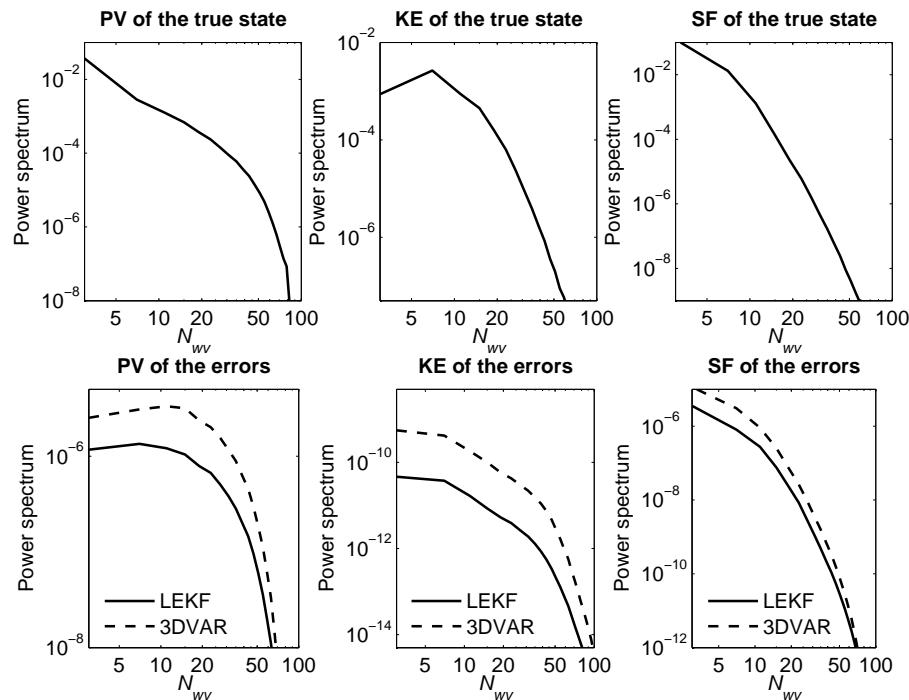 PV of the true state
KE of the true state
SF of the true state
Power spectrum
10^−2
10^−4
10^−6
10^−8
5 10 20 50 100
N_wv
Power spectrum
10^−2
10^−4
10^−6
5 10 20 50 100
N_wv
Power spectrum
10^−2
10^−4
10^−6
10^−8
5 10 20 50 100
N_wv
PV of the errors
KE of the errors
SF of the errors
Power spectrum
10^−6
10^−8
LEKF
3DVAR
5 10 20 50 100
N_wv
Power spectrum
10^−10
10^−12
10^−14
5 10 20 50 100
N_wv
Power spectrum
10^−6
10^−8
10^−10
10^−12
LEKF
3DVAR
5 10 20 50 100
N_wv